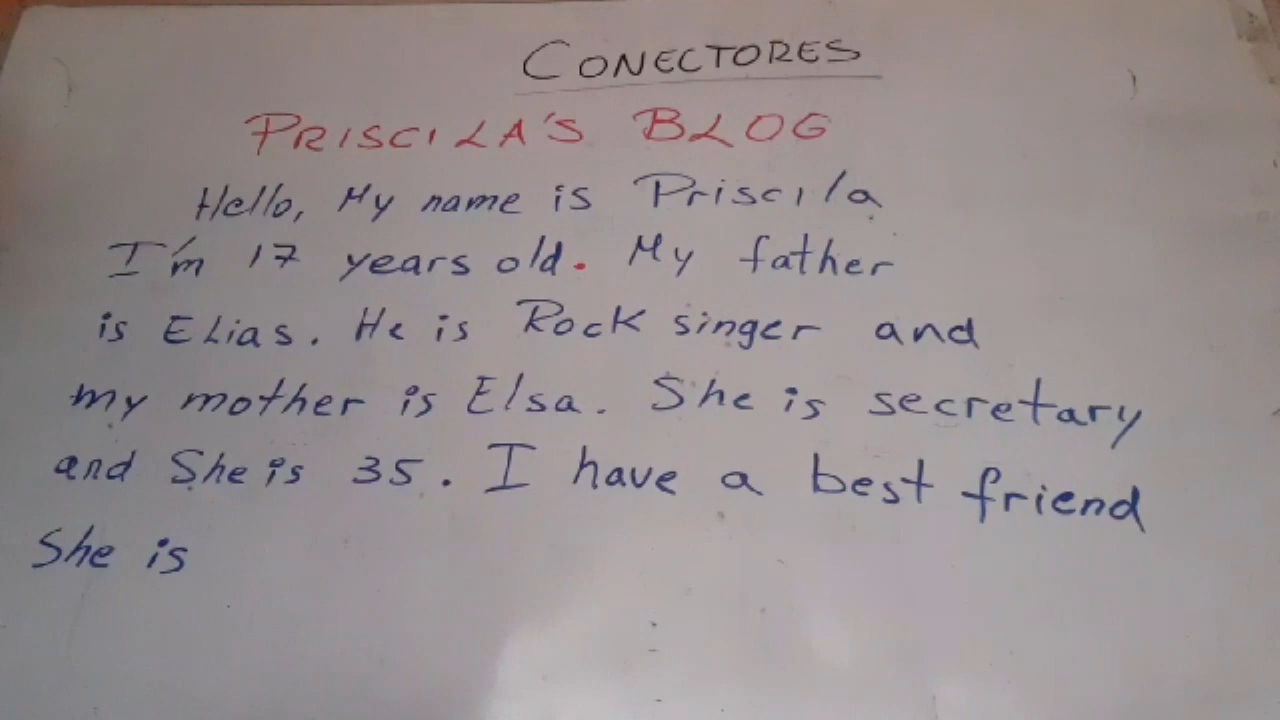 CONECTORES
PRISCILA'S BLOG
Hello, My name is Priscila
I'm 17 years old. My father
is Elias. He is Rock singer and
my mother is Elsa. She is secretary
and She is 35. I have a best friend
She is